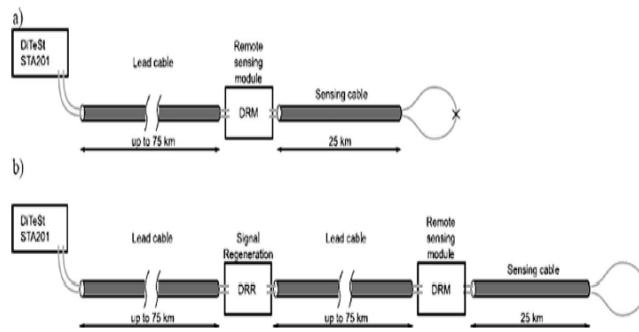 a)
DiTeSt
STA201
Lead cable
Remote
sensing
module
DRM
Sensing cable
up to 75 km
25 km
b)
DiTeSt
STA201
Lead cable
Signal
Regeneration
DRR
Lead cable
Remote
sensing
module
DRM
Sensing cable
up to 75 km
up to 75 km
25 km